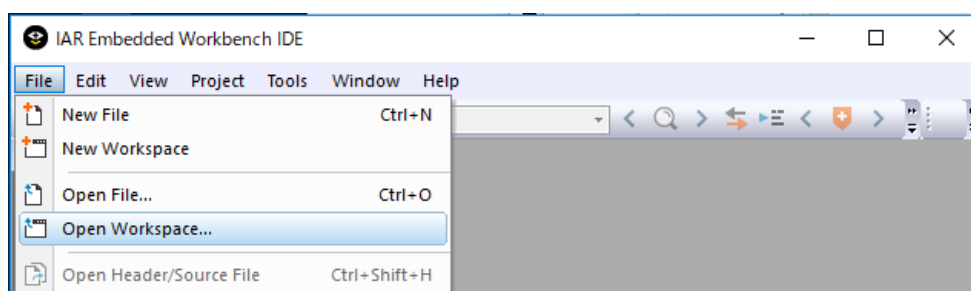 IAR Embedded Workbench IDE
File Edit View Project Tools Window Help
New File Ctrl+N
New Workspace
Open File... Ctrl+O
Open Workspace...
Open Header/Source File Ctrl+Shift+H